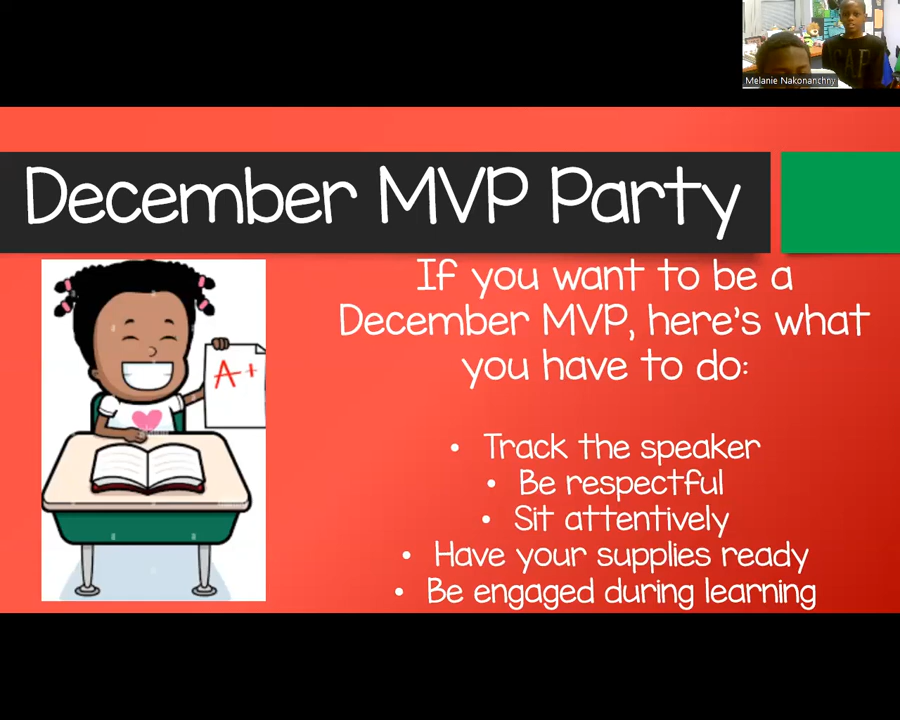 Melanie Nakonanchny
GAP
December MVP Party
A+
If you want to be a
December MVP, here's what
you have to do:
• Track the speaker
• Be respectful
• Sit attentively
• Have your supplies ready
• Be engaged during learning